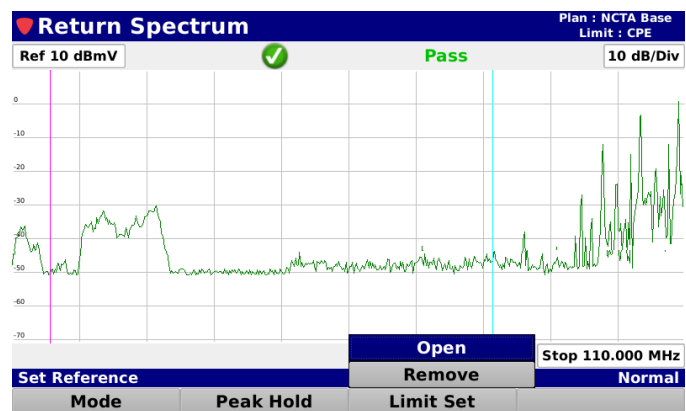 Return Spectrum
Plan : NCTA Base
Limit : CPE
Ref 10 dBmV
Pass
10 dB/Div
0
-10
-20
-30
-40
-50
-60
-70
Open
Stop 110.000 MHz
Set Reference
Remove
Normal
Mode
Peak Hold
Limit Set